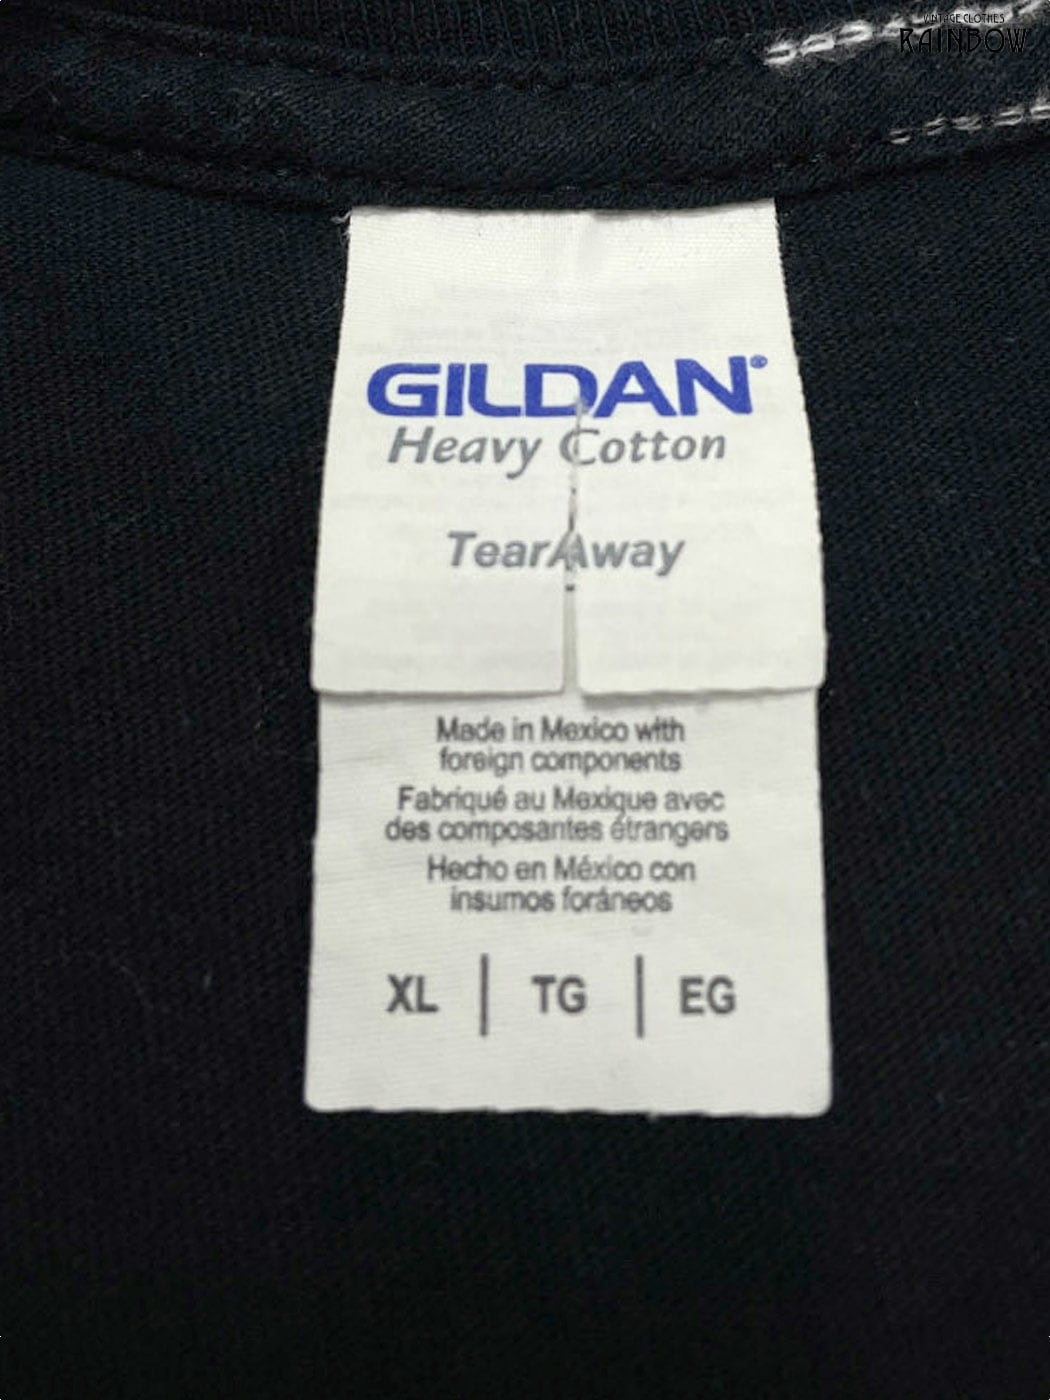 VINTAGE CLOTHES
RAINBOW
GILDAN®
Heavy Cotton
TearAway
Made in Mexico with
foreign components
Fabriqué au Mexique avec
des composantes étrangers
Hecho en México con
insumos foráneos
XL | TG | EG